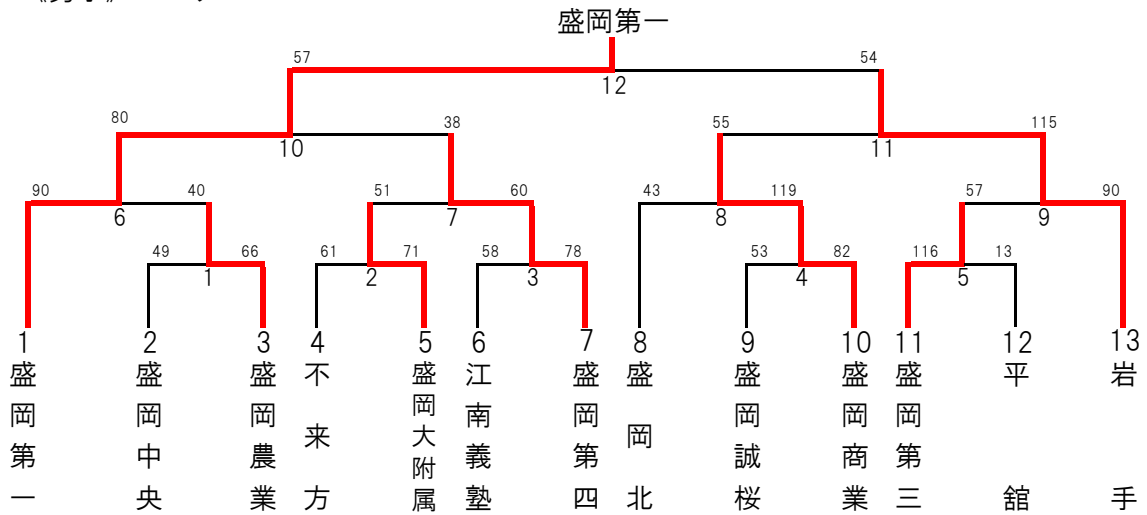 盛岡第一
57 54
12
80 38 55 115
10 11
90 40 51 60 43 119 57 90
6 7 8 9
49 66 61 71 58 78 53 82 116 13
1 2 3 4 5
1 2 3 4 5 6 7 8 9 10 11 12 13
盛岡第一
盛岡中央
盛岡農業
不来方
盛岡大附属
江南義塾
盛岡第四
盛岡北
盛岡誠桜
盛岡商業
盛岡第三
平舘
岩手